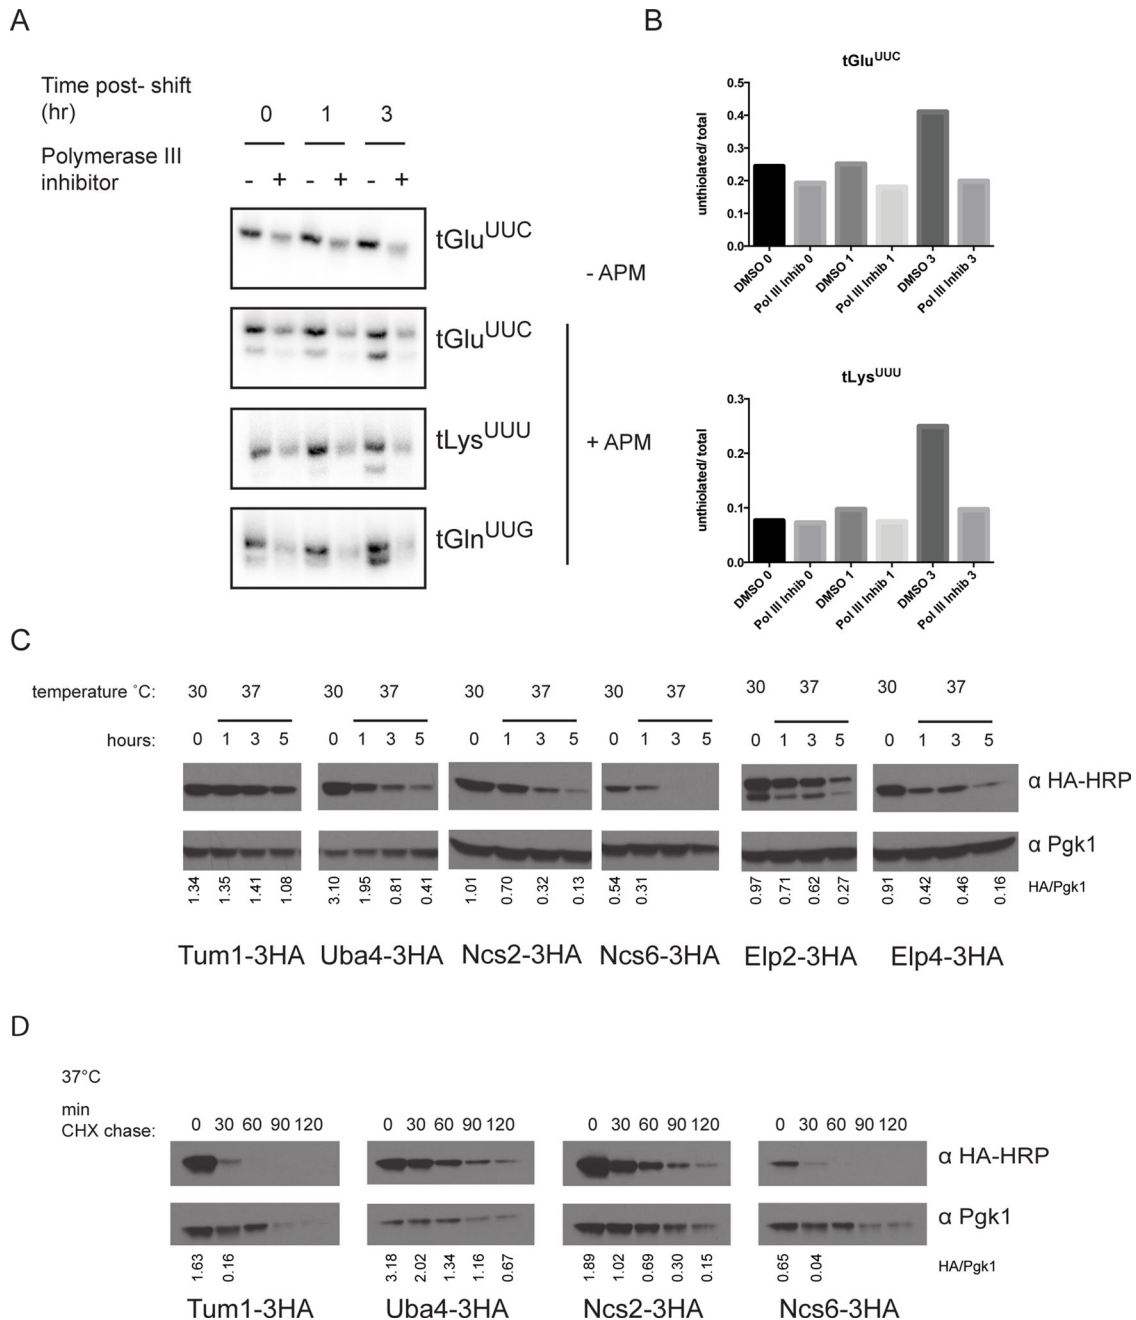 A
Time post- shift
(hr)
0 1 3
Polymerase III
inhibitor
- + - + - +
tGluUUC
- APM
tGluUUC
tLysUUU
+ APM
tGlnUUG
B
tGluUUC
unthiolated/ total
0.5
0.4
0.3
0.2
0.1
0.0
DMSO 0
Pol III Inhib 0
DMSO 1
Pol III Inhib 1
DMSO 3
Pol III Inhib 3
tLysUUU
unthiolated/ total
0.3
0.2
0.1
0.0
DMSO 0
Pol III Inhib 0
DMSO 1
Pol III Inhib 1
DMSO 3
Pol III Inhib 3
C
temperature ˚C: 30 37 30 37 30 37 30 37 30 37 30 37
hours: 0 1 3 5 0 1 3 5 0 1 3 5 0 1 3 5 0 1 3 5 0 1 3 5
α HA-HRP
α Pgk1
1.34 1.35 1.41 1.08 3.10 1.95 0.81 0.41 1.01 0.70 0.32 0.13 0.54 0.31 0.97 0.71 0.62 0.27 0.91 0.42 0.46 0.16 HA/Pgk1
Tum1-3HA Uba4-3HA Ncs2-3HA Ncs6-3HA Elp2-3HA Elp4-3HA
D
37°C
min
CHX chase: 0 30 60 90 120 0 30 60 90 120 0 30 60 90 120 0 30 60 90 120
α HA-HRP
α Pgk1
1.63 0.16 3.18 2.02 1.34 1.16 0.67 1.89 1.02 0.69 0.30 0.15 0.65 0.04 HA/Pgk1
Tum1-3HA Uba4-3HA Ncs2-3HA Ncs6-3HA